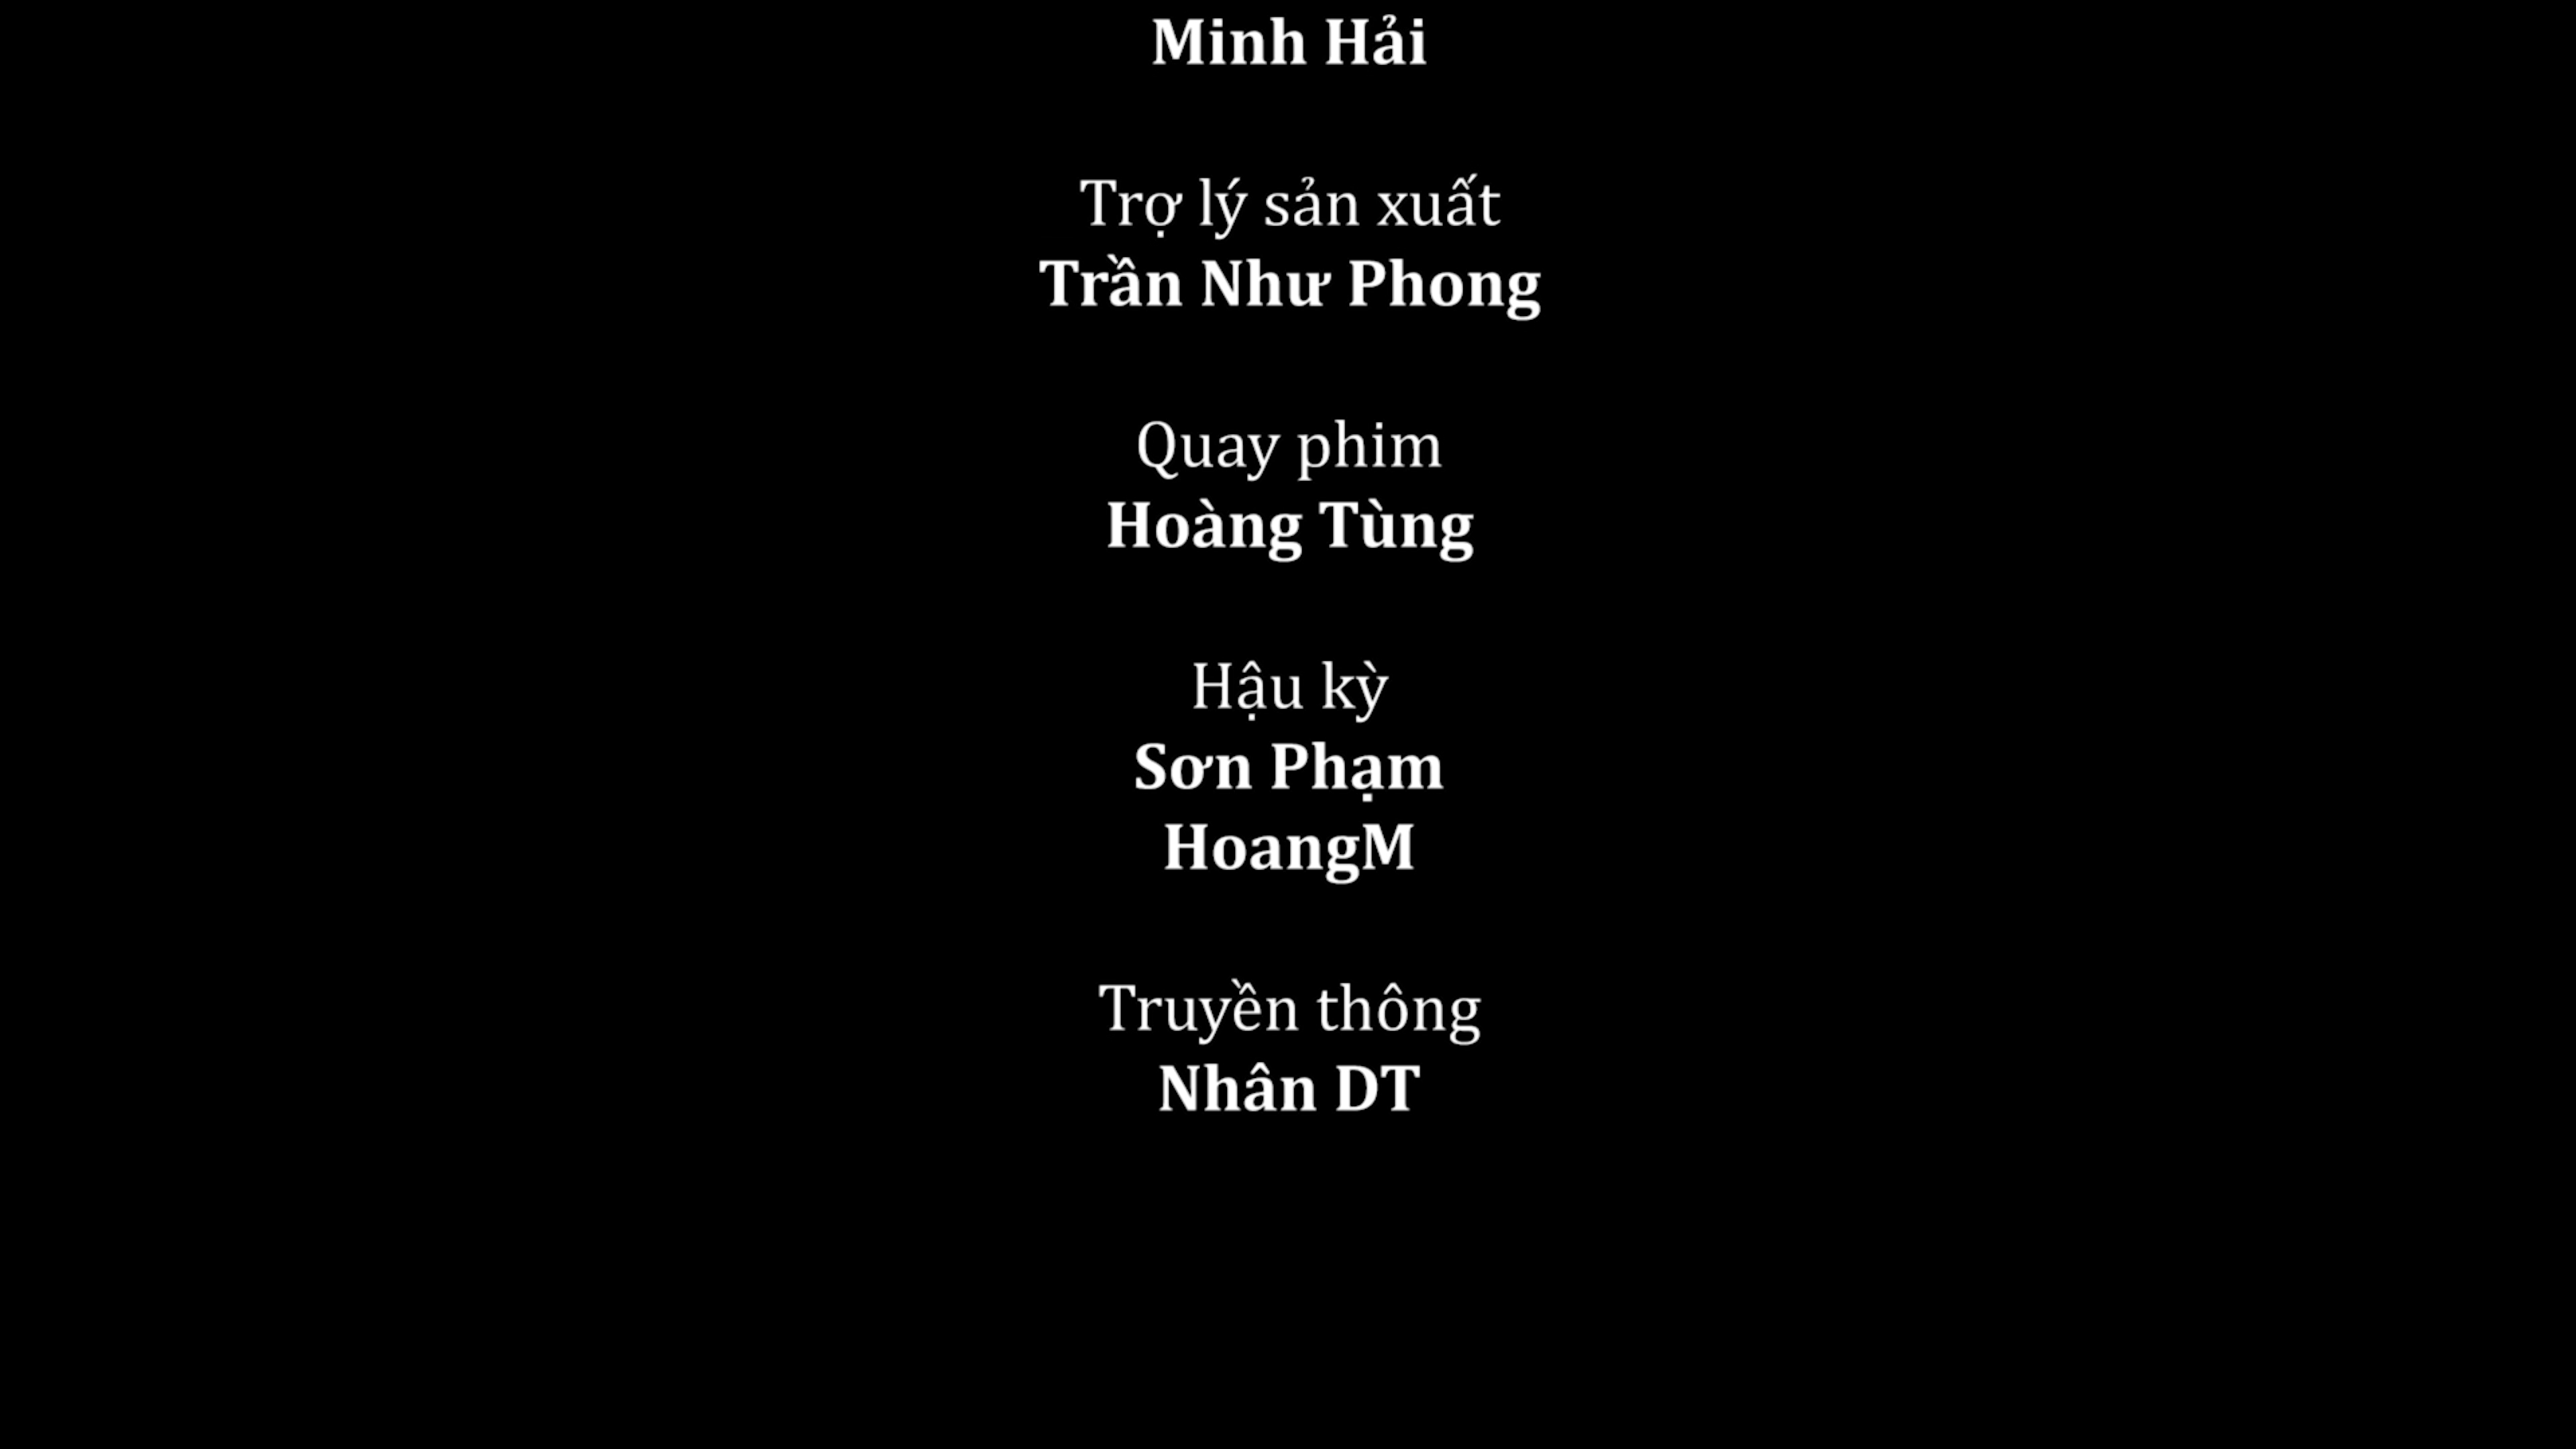 Minh Hải
Trợ lý sản xuất
Trần Như Phong
Quay phim
Hoàng Tùng
Hậu kỳ
Sơn Phạm
HoangM
Truyền thông
Nhân DT